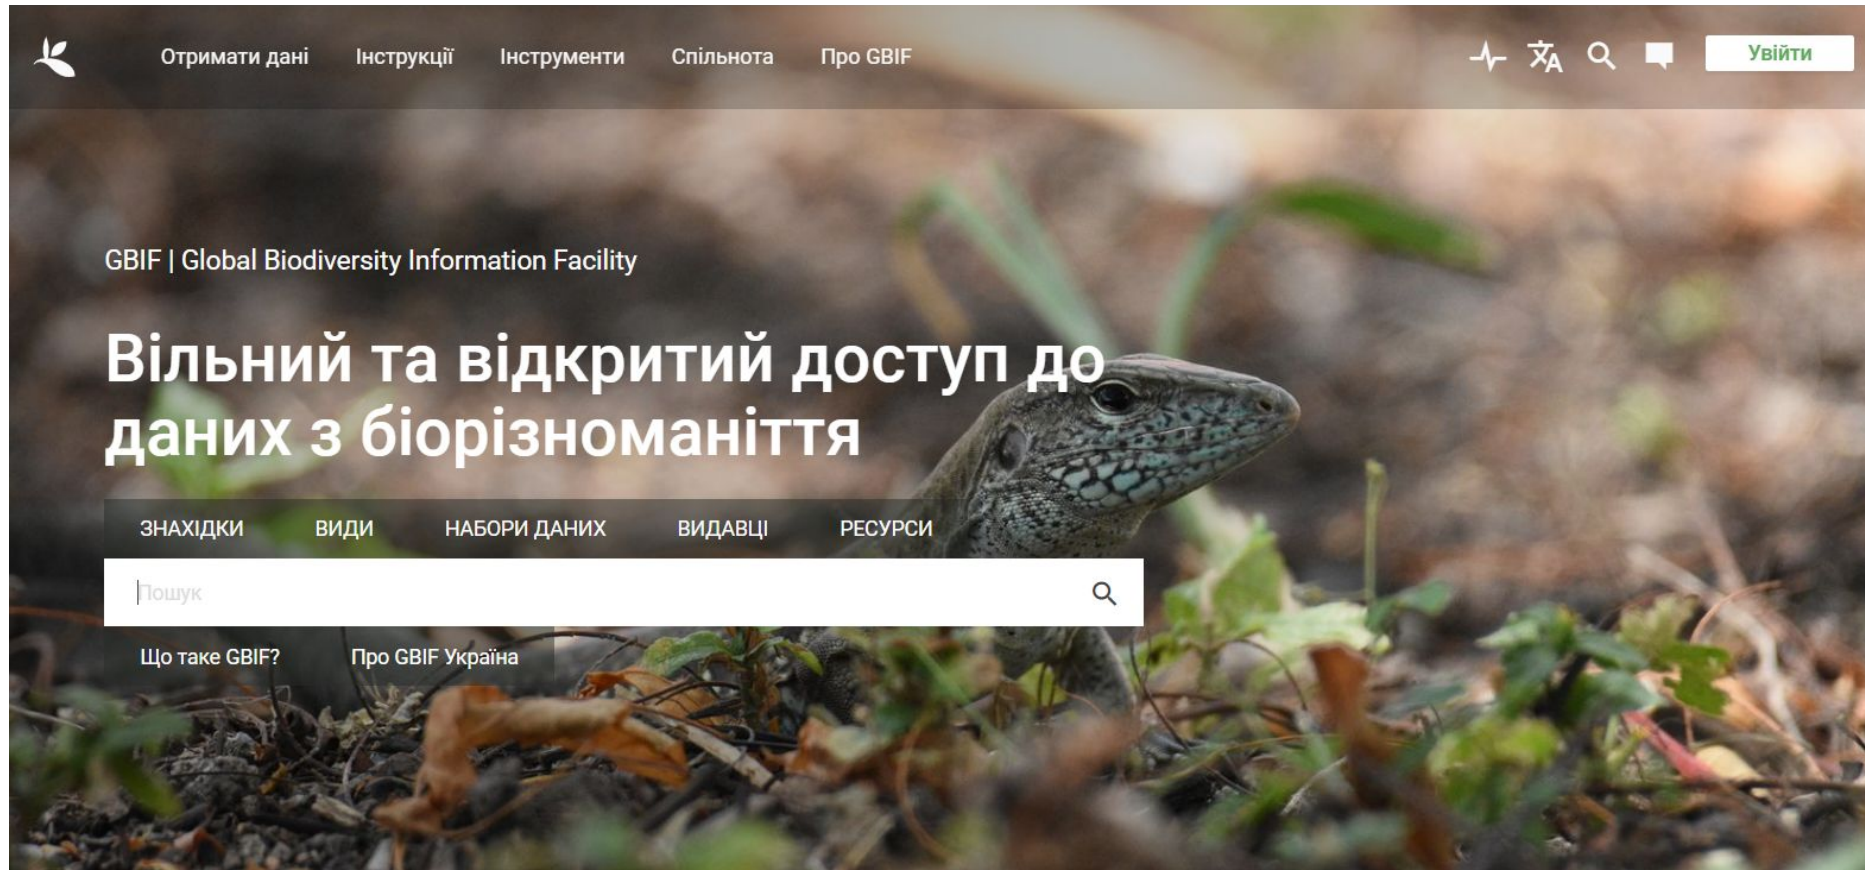 Отримати дані Інструкції Інструменти Спільнота Про GBIF Увійти
GBIF | Global Biodiversity Information Facility
Вільний та відкритий доступ до
даних з біорізноманіття
ЗНАХІДКИ ВИДИ НАБОРИ ДАНИХ ВИДАВЦІ РЕСУРСИ
Пошук
Що таке GBIF? Про GBIF Україна